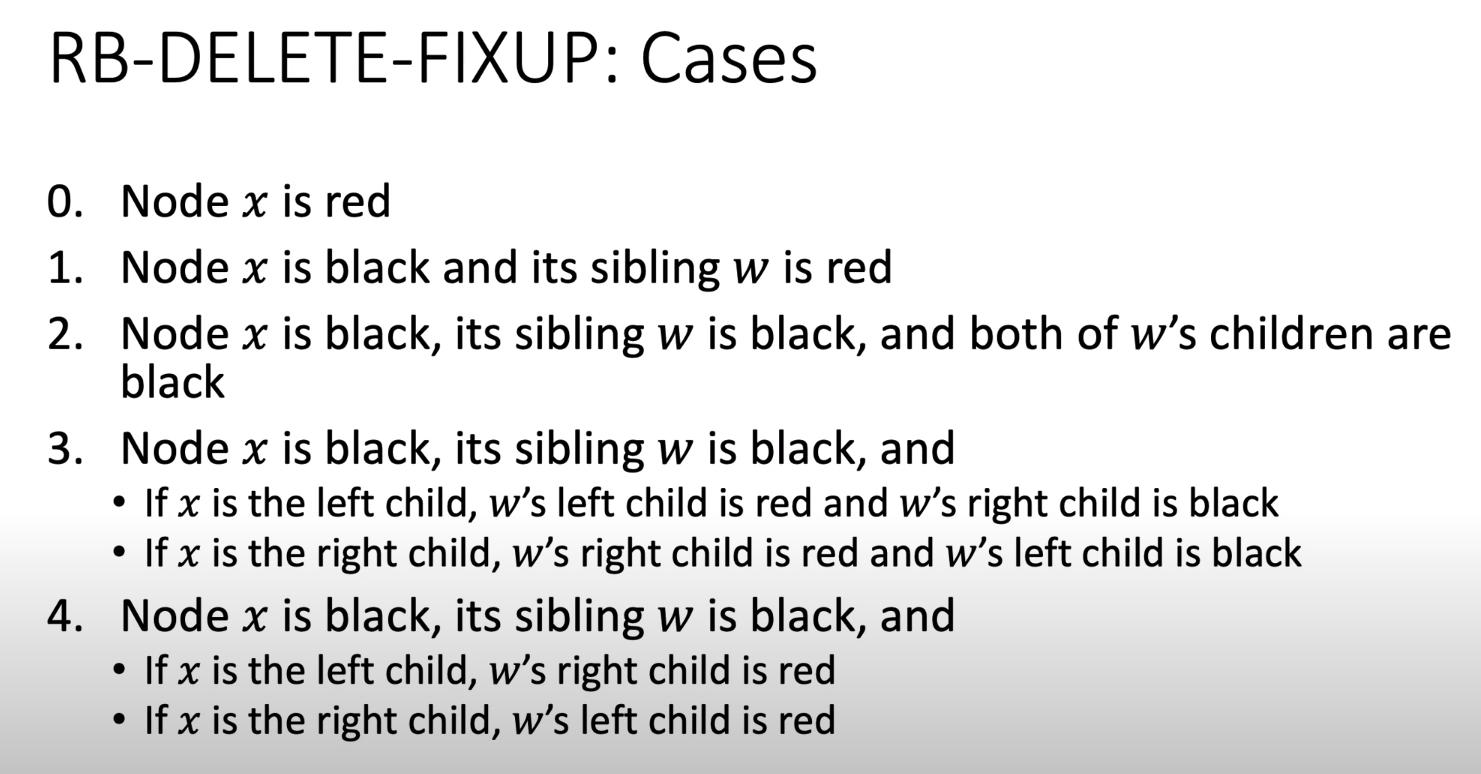 RB-DELETE-FIXUP: Cases
0. Node x is red
1. Node x is black and its sibling w is red
2. Node x is black, its sibling w is black, and both of w’s children are
black
3. Node x is black, its sibling w is black, and
• If x is the left child, w’s left child is red and w’s right child is black
• If x is the right child, w’s right child is red and w’s left child is black
4. Node x is black, its sibling w is black, and
• If x is the left child, w’s right child is red
• If x is the right child, w’s left child is red